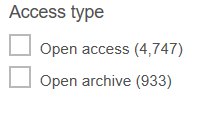 Access type
Open access (4,747)
Open archive (933)